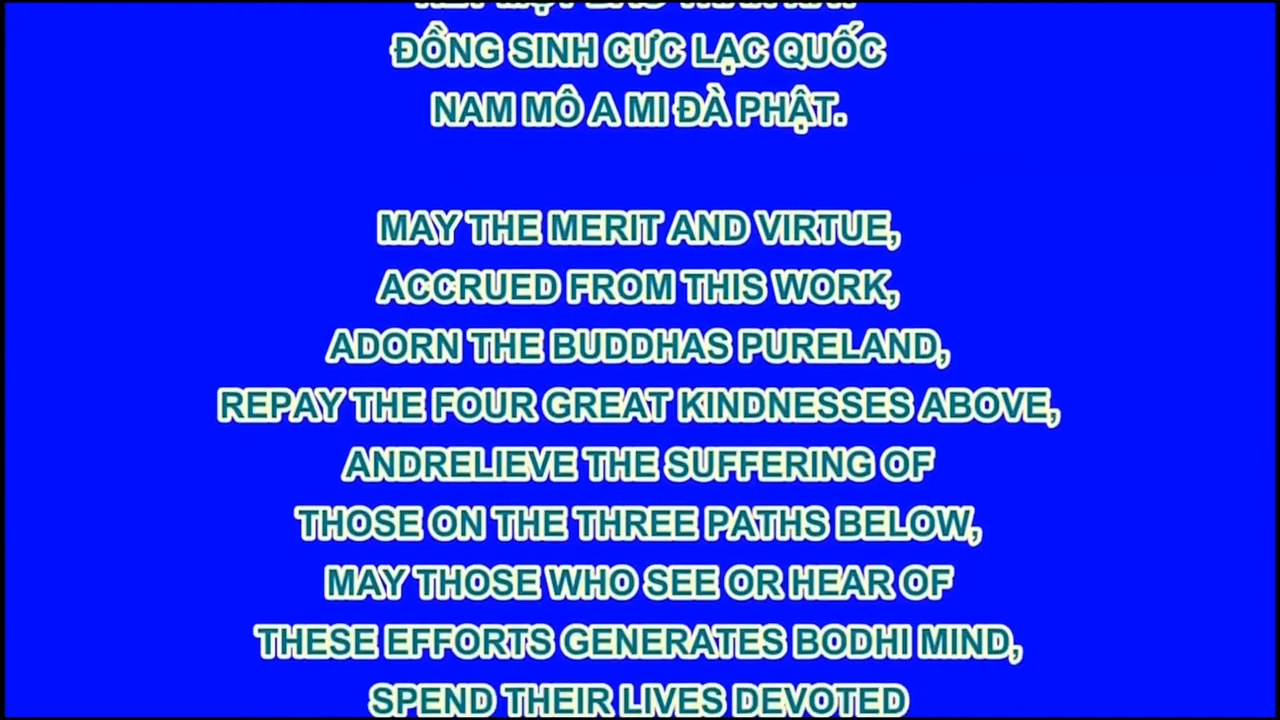 ĐỒNG SINH CỰC LẠC QUỐC
NAM MÔ A MI ĐÀ PHẬT.
MAY THE MERIT AND VIRTUE,
ACCRUED FROM THIS WORK,
ADORN THE BUDDHAS PURELAND,
REPAY THE FOUR GREAT KINDNESSES ABOVE,
ANDRELIEVE THE SUFFERING OF
THOSE ON THE THREE PATHS BELOW,
MAY THOSE WHO SEE OR HEAR OF
THESE EFFORTS GENERATES BODHI MIND,
SPEND THEIR LIVES DEVOTED